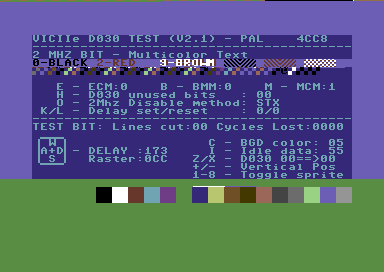 VICIIe D030 TEST (V2.1) - PAL 4CC8
2 MHZ BIT - Multicolor Text
0-BLACK 2-RED 9-BROWN
E - ECM:0 B - BMM:0 M - MCM:1
H - D030 unused bits : 00
O - 2Mhz Disable method: STX
K/L - Delay set/reset : 0/0
TEST BIT: Lines cut:00 Cycles Lost:0000
W C - BGD color: 05
A+D - DELAY :173 I - Idle data: 55
S Raster:0CC Z/X - D030 00==>00
+/- - Vertical Pos
1-8 - Toggle sprite